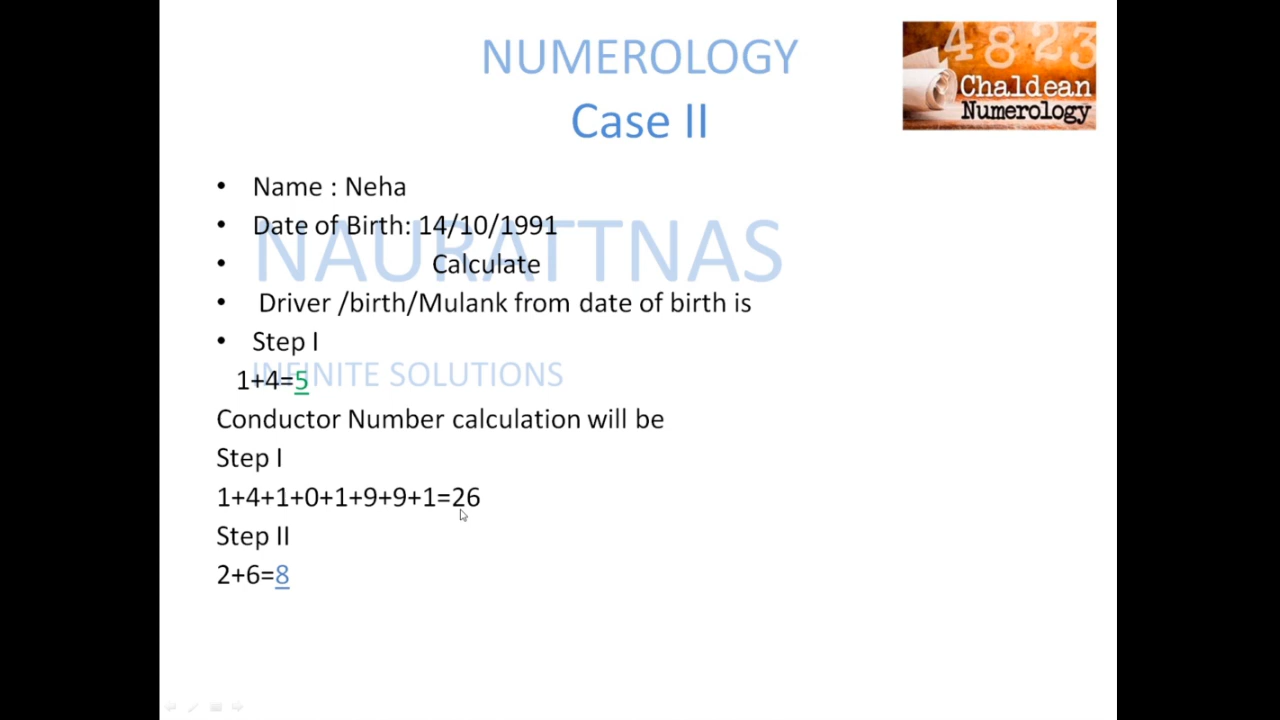 NUMEROLOGY
Case II
4823
Chaldean
Numerology
• Name : Neha
• Date of Birth: 14/10/1991
NAURATTNAS
• Calculate
• Driver /birth/Mulank from date of birth is
• Step I
1+4=5
INFINITE SOLUTIONS
Conductor Number calculation will be
Step I
1+4+1+0+1+9+9+1=26
Step II
2+6=8